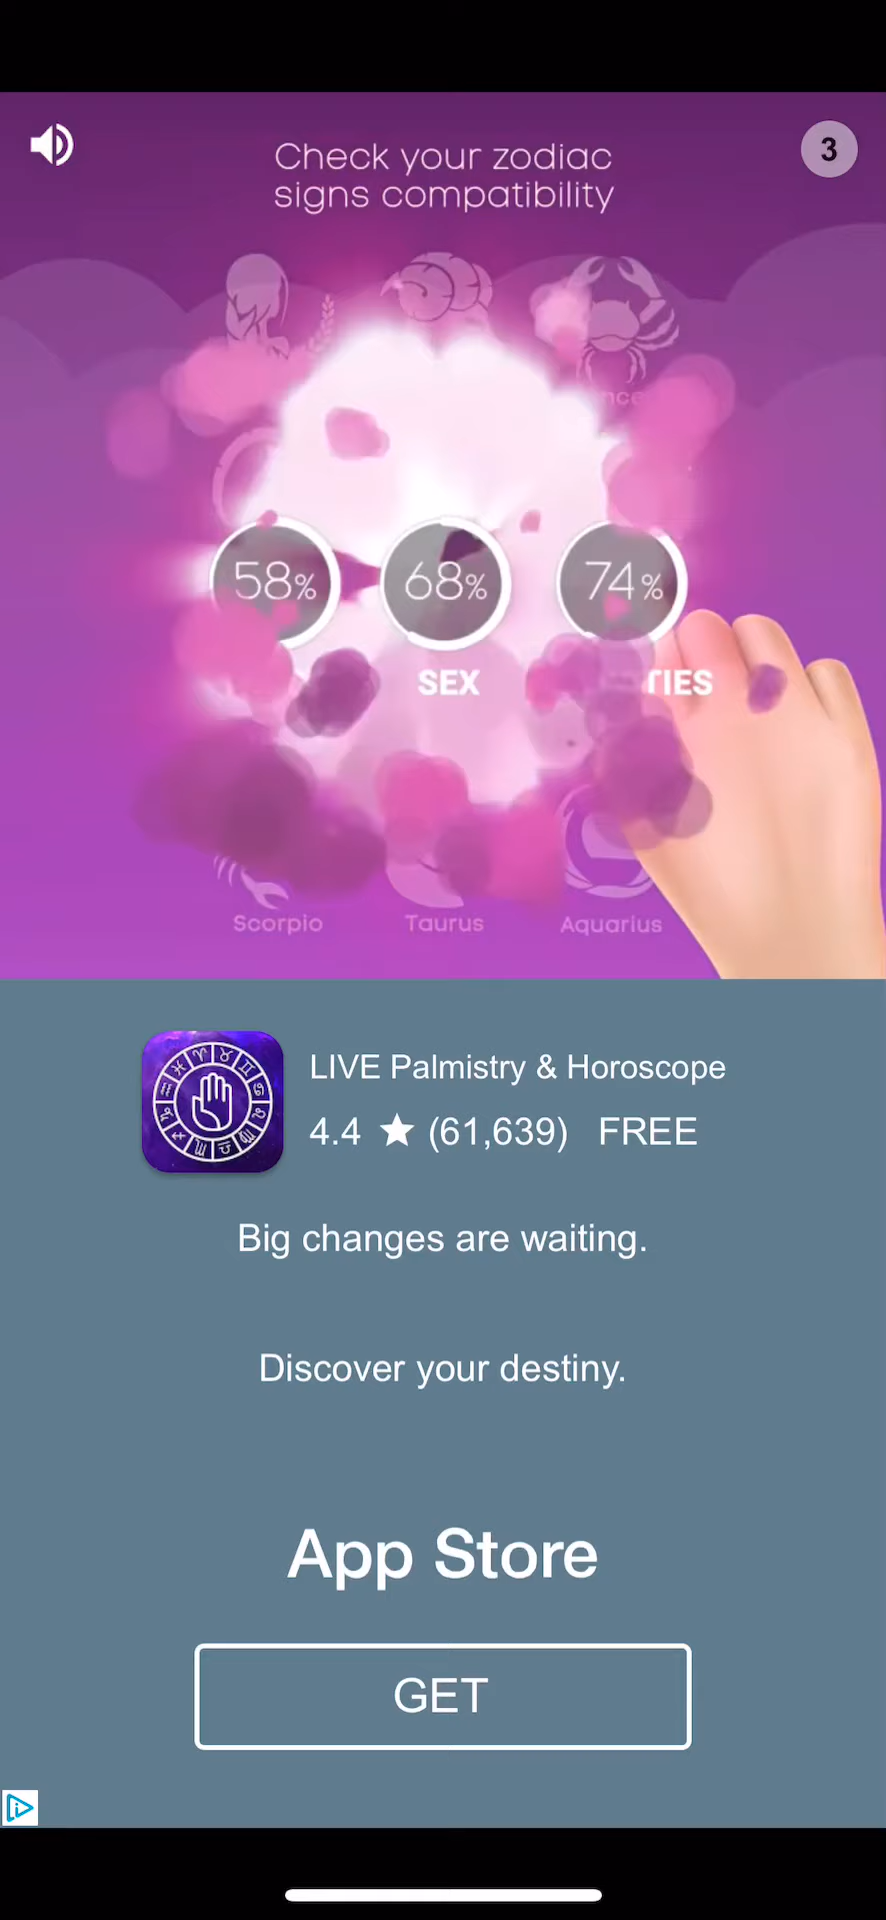 Check your zodiac
signs compatibility
3
58%
68%
74%
SEX
TIES
Scorpio
Taurus
Aquarius
LIVE Palmistry & Horoscope
4.4 ★ (61,639) FREE
Big changes are waiting.
Discover your destiny.
App Store
GET